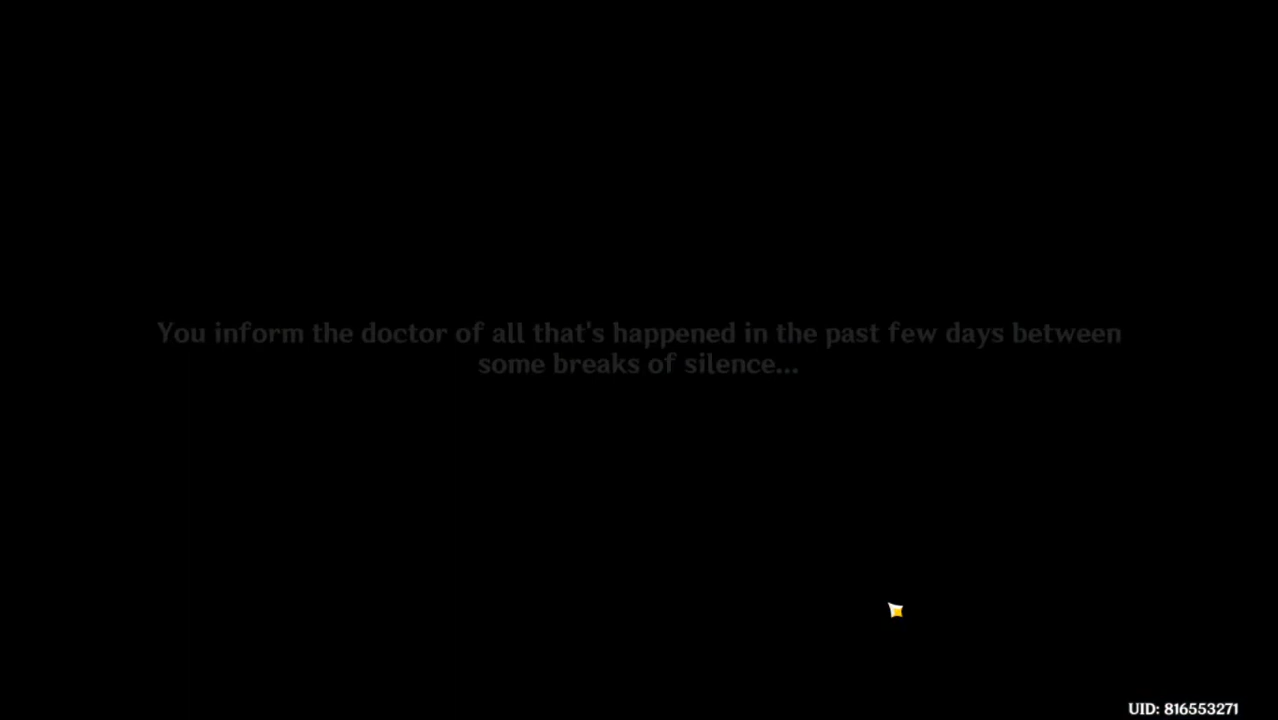 You inform the doctor of all that's happened in the past few days between
some breaks of silence...
UID: 816553271